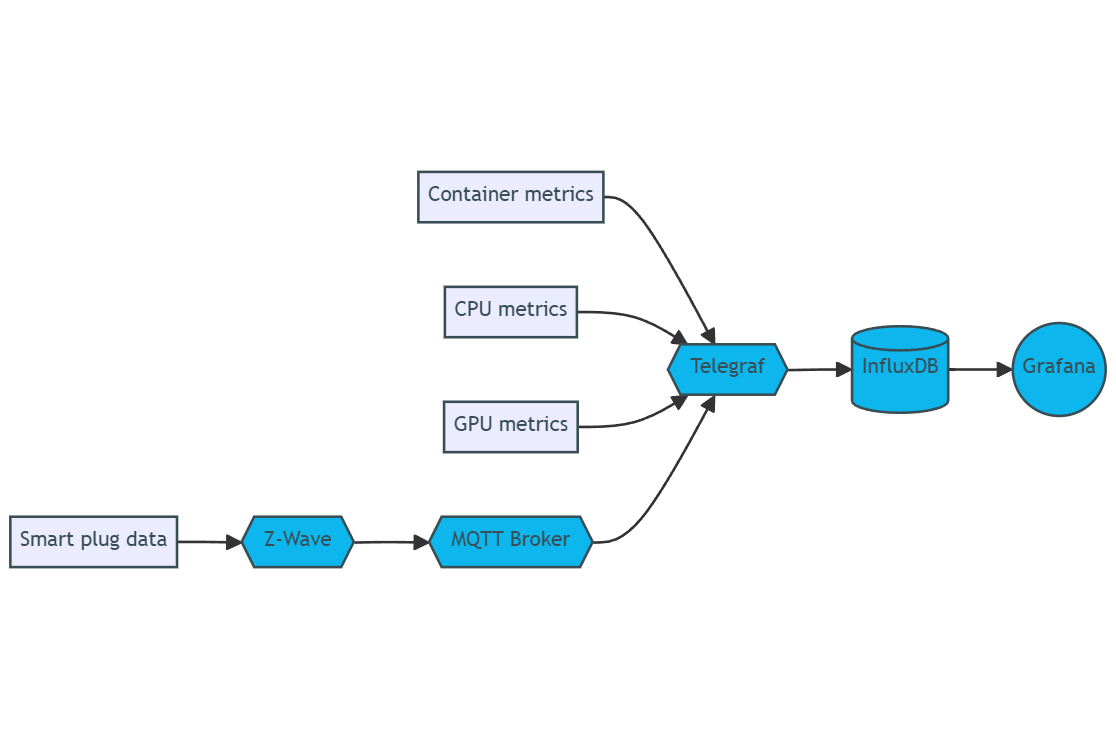 Container metrics
CPU metrics
Telegraf
InfluxDB
Grafana
GPU metrics
Smart plug data
Z-Wave
MQTT Broker